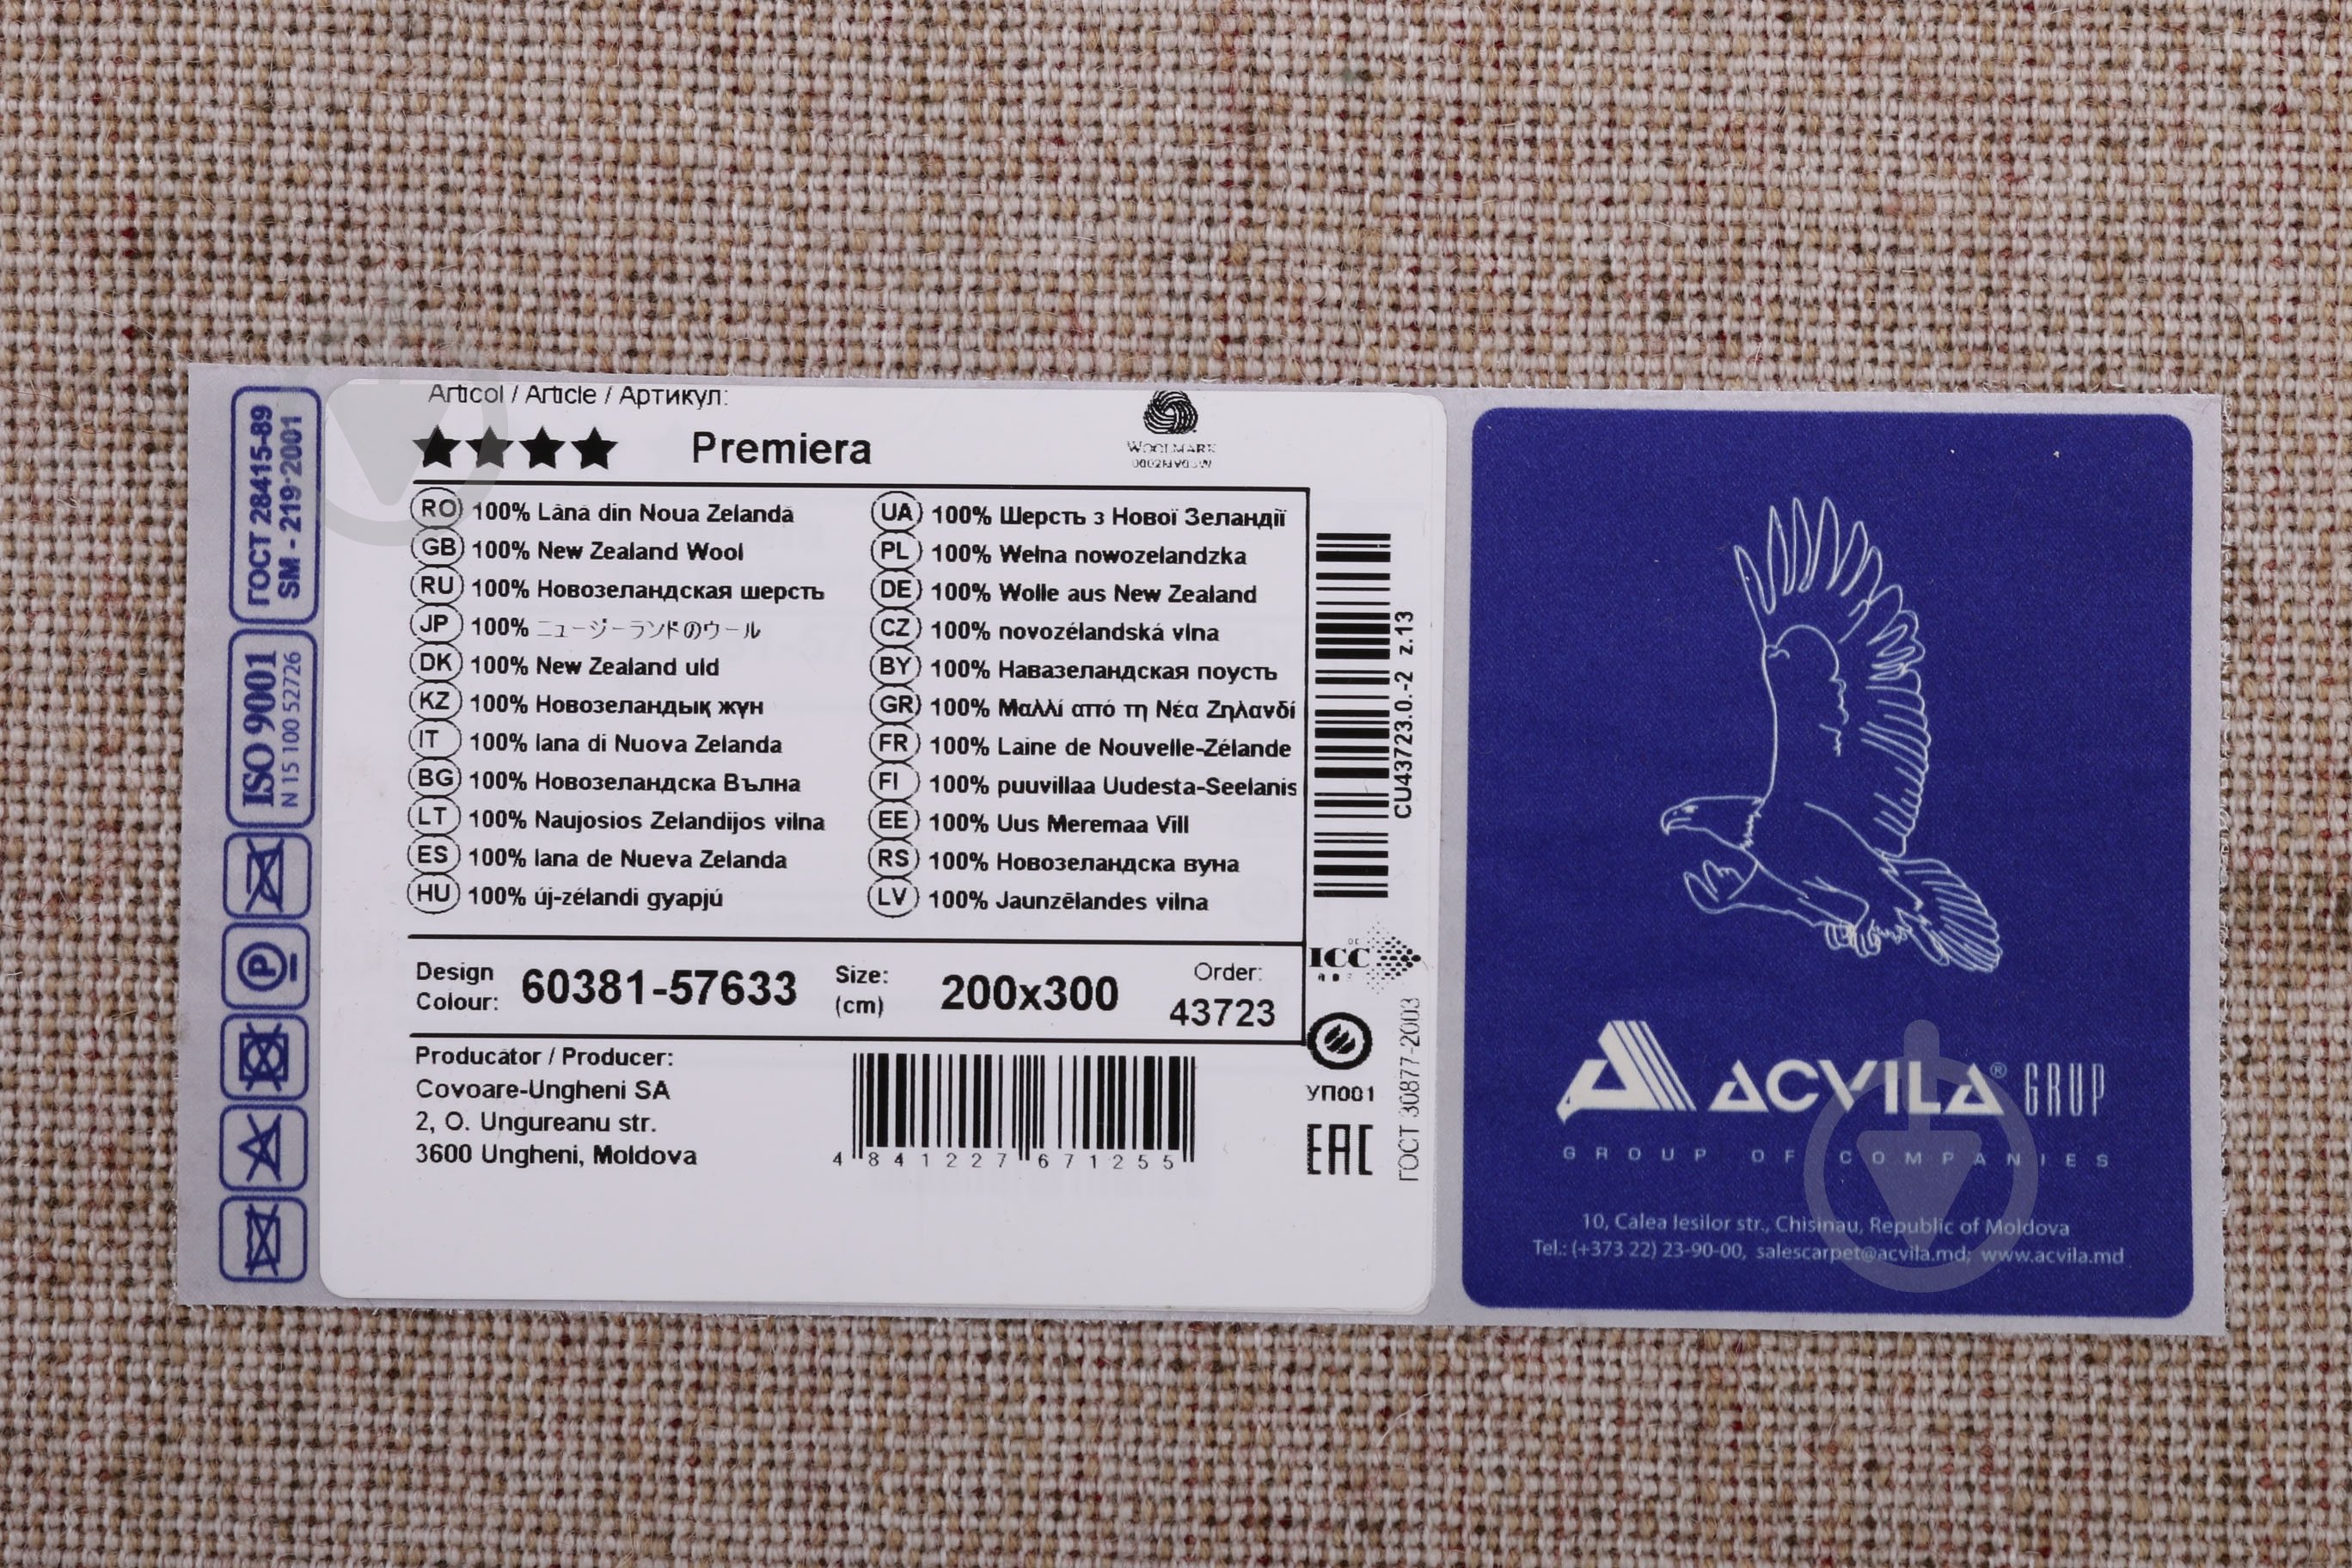 ГОСТ 28415-89
SM - 219-2001
ISO 9001
N 15 100 52726
P
Articol / Article / Артикул:
Premiera
WOOLMARK
RO 100% Lână din Noua Zelandă
GB 100% New Zealand Wool
RU 100% Новозеландская шерсть
JP 100% ニュージーランドのウール
DK 100% New Zealand uld
KZ 100% Новозеландық жүн
IT 100% lana di Nuova Zelanda
BG 100% Новозеландска Вълна
LT 100% Naujosios Zelandijos vilna
ES 100% lana de Nueva Zelanda
HU 100% új-zélandi gyapjú
UA 100% Шерсть з Нової Зеландії
PL 100% Wełna nowozelandzka
DE 100% Wolle aus New Zealand
CZ 100% novozélandská vlna
BY 100% Навазеландская поусть
GR 100% Μαλλί από τη Νέα Ζηλανδί
FR 100% Laine de Nouvelle-Zélande
FI 100% puuvillaa Uudesta-Seelanis
EE 100% Uus Meremaa Vill
RS 100% Новозеландска вуна
LV 100% Jaunzēlandes vilna
CU43723.0.-2 z.13
Design
Colour: 60381-57633
Size:
(cm) 200x300
Order:
43723
Producător / Producer:
Covoare-Ungheni SA
2, O. Ungureanu str.
3600 Ungheni, Moldova
4 841227 671255
ICC
УП001
EAC
ГОСТ 30877-2003
ACVILA® GRUP
GROUP OF COMPANIES
10, Calea Iesilor str., Chisinau, Republic of Moldova
Tel.: (+373 22) 23-90-00, salescarpet@acvila.md; www.acvila.md